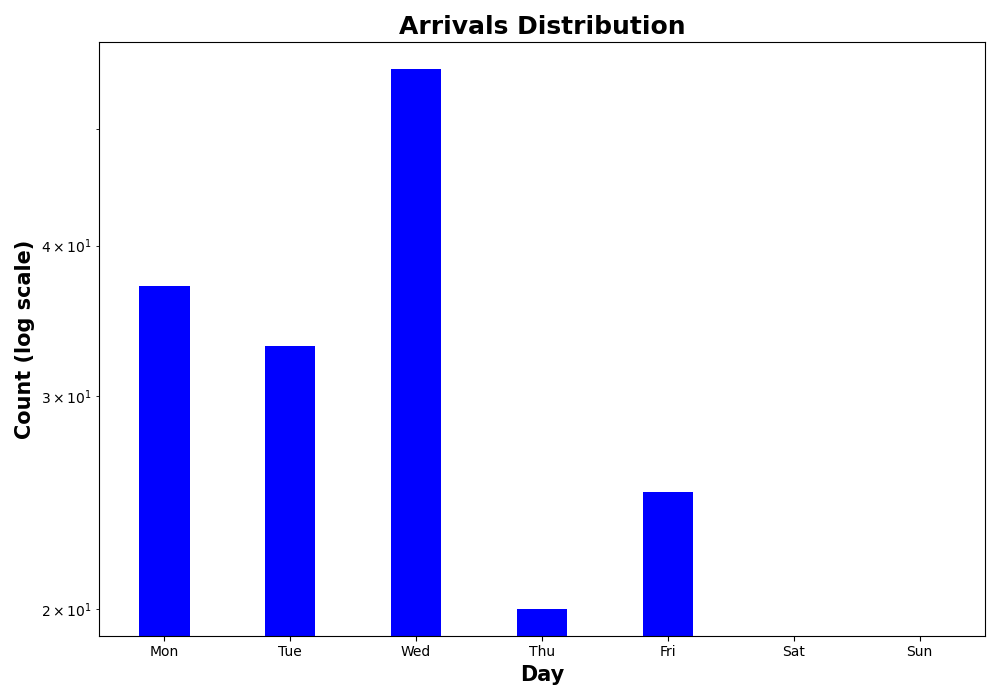 Arrivals Distribution
Count (log scale)
4 × 10¹
3 × 10¹
2 × 10¹
Mon Tue Wed Thu Fri Sat Sun
Day